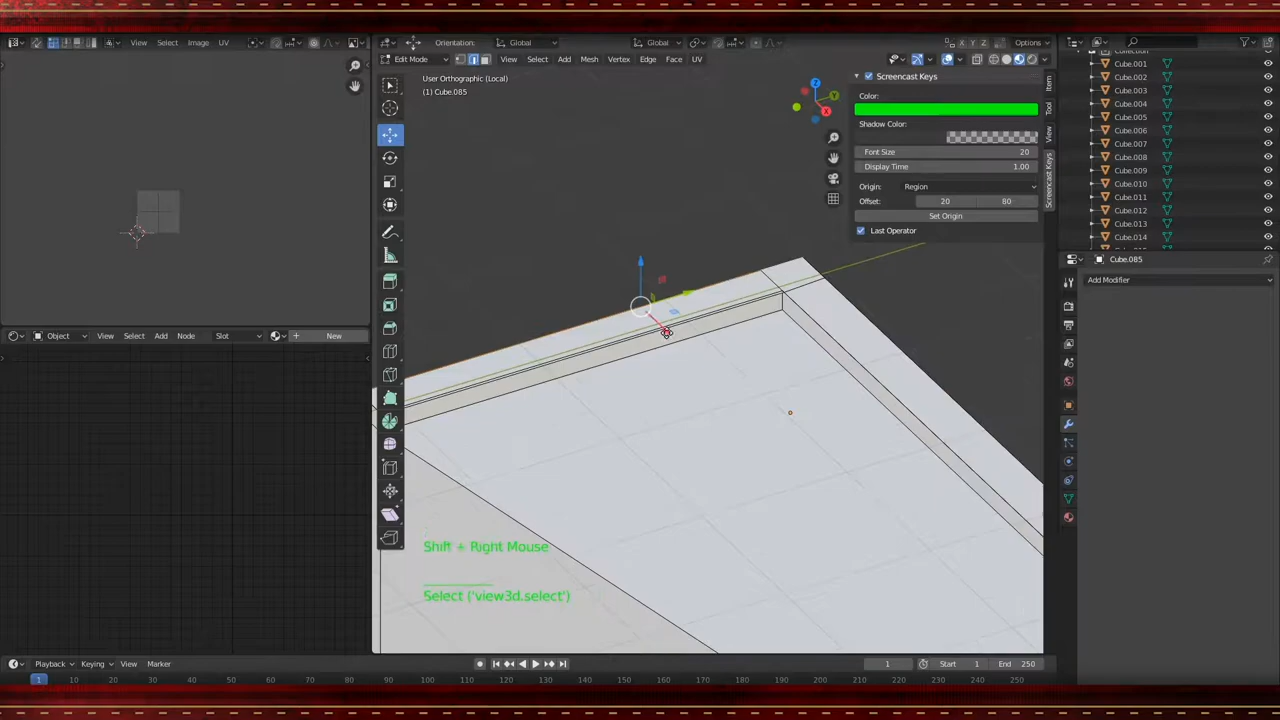 View Select Image UV
Orientation: Global Global Options
Edit Mode View Select Add Mesh Vertex Edge Face UV
User Orthographic (Local)
(1) Cube.085
Z
Y
X
Screencast Keys
Color:
Shadow Color:
Font Size 20
Display Time 1.00
Origin: Region
Offset: 20 80
Set Origin
Last Operator
Item
Tool
View
Screencast Keys
Collection
Cube.001
Cube.002
Cube.003
Cube.004
Cube.005
Cube.006
Cube.007
Cube.008
Cube.009
Cube.010
Cube.011
Cube.012
Cube.013
Cube.014
Cube.085
Add Modifier
Object View Select Add Node Slot New
Shift + Right Mouse
Select ('view3d.select')
Playback Keying View Marker
1 Start 1 End 250
1 10 20 30 40 50 60 70 80 90 100 110 120 130 140 150 160 170 180 190 200 210 220 230 240 250